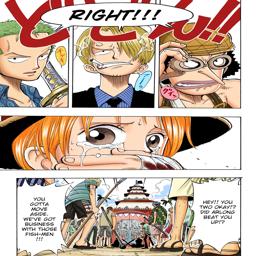 RIGHT!!!
HEY!! YOU
TWO OKAY!?
DID ARLONG
BEAT YOU
UP!?
YOU
GOTTA
MOVE
ASIDE.
WE'VE GOT
BUSINESS
WITH THOSE
FISH-MEN
!!!